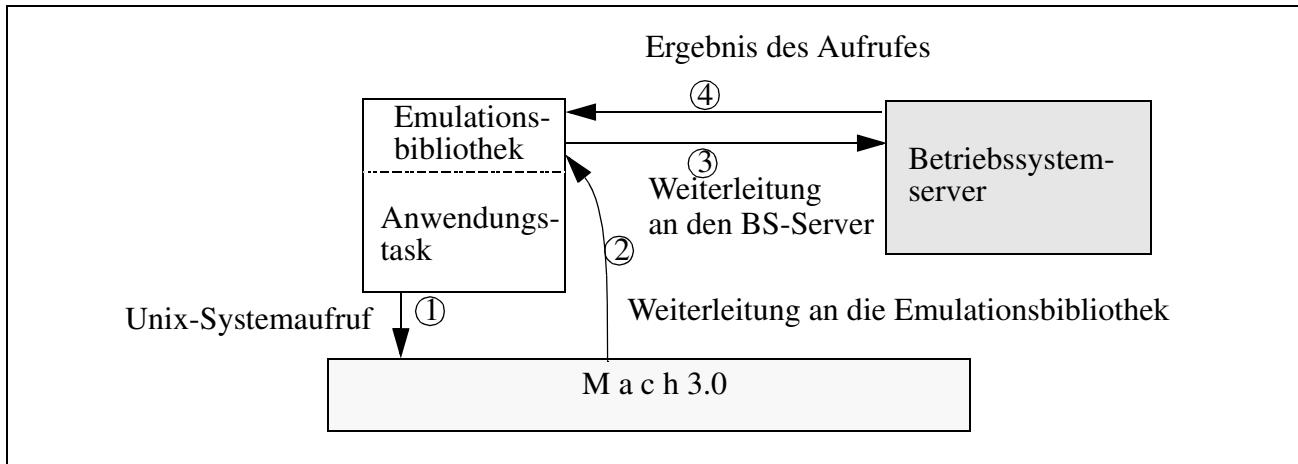 Ergebnis des Aufrufes
④
Emulations-
bibliothek
③
Betriebssystem-
server
Weiterleitung
an den BS-Server
Anwendungs-
task
②
Unix-Systemaufruf
①
Weiterleitung an die Emulationsbibliothek
M a c h 3.0